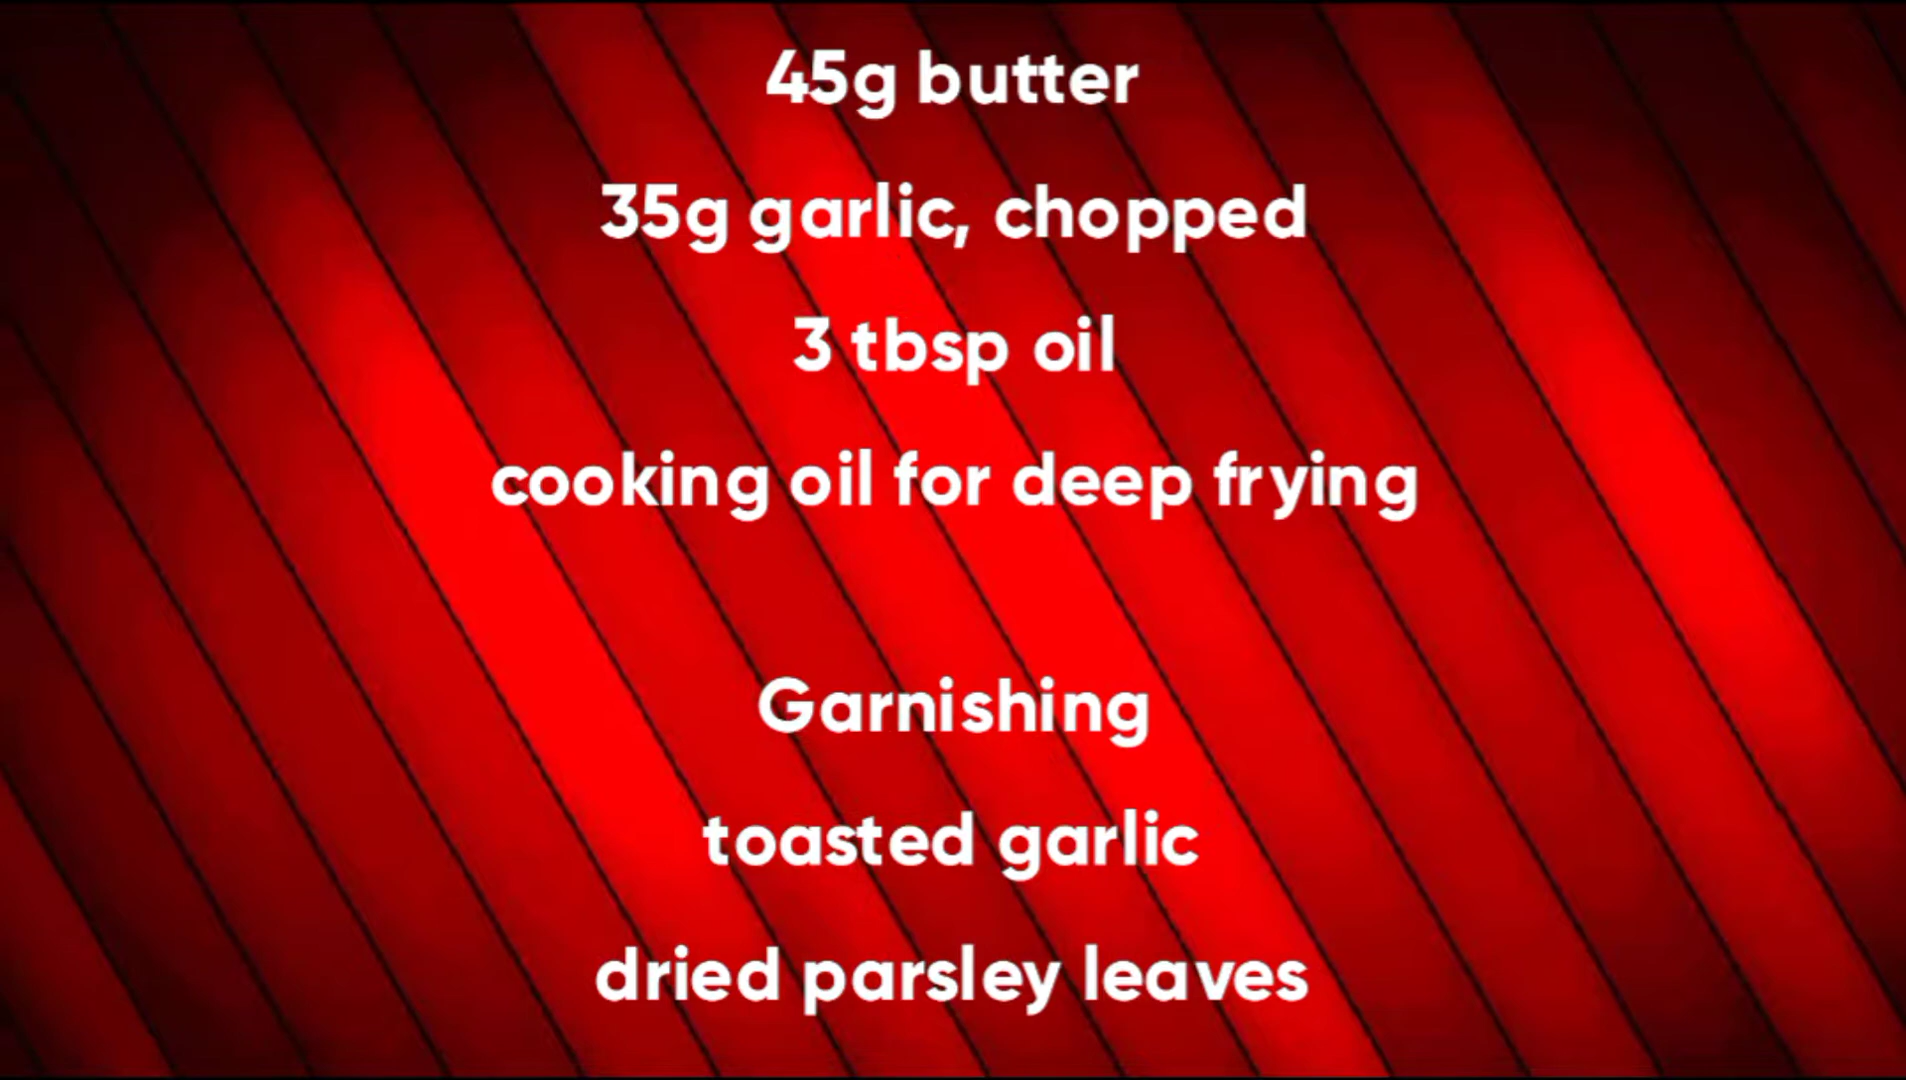 45g butter
35g garlic, chopped
3 tbsp oil
cooking oil for deep frying
Garnishing
toasted garlic
dried parsley leaves